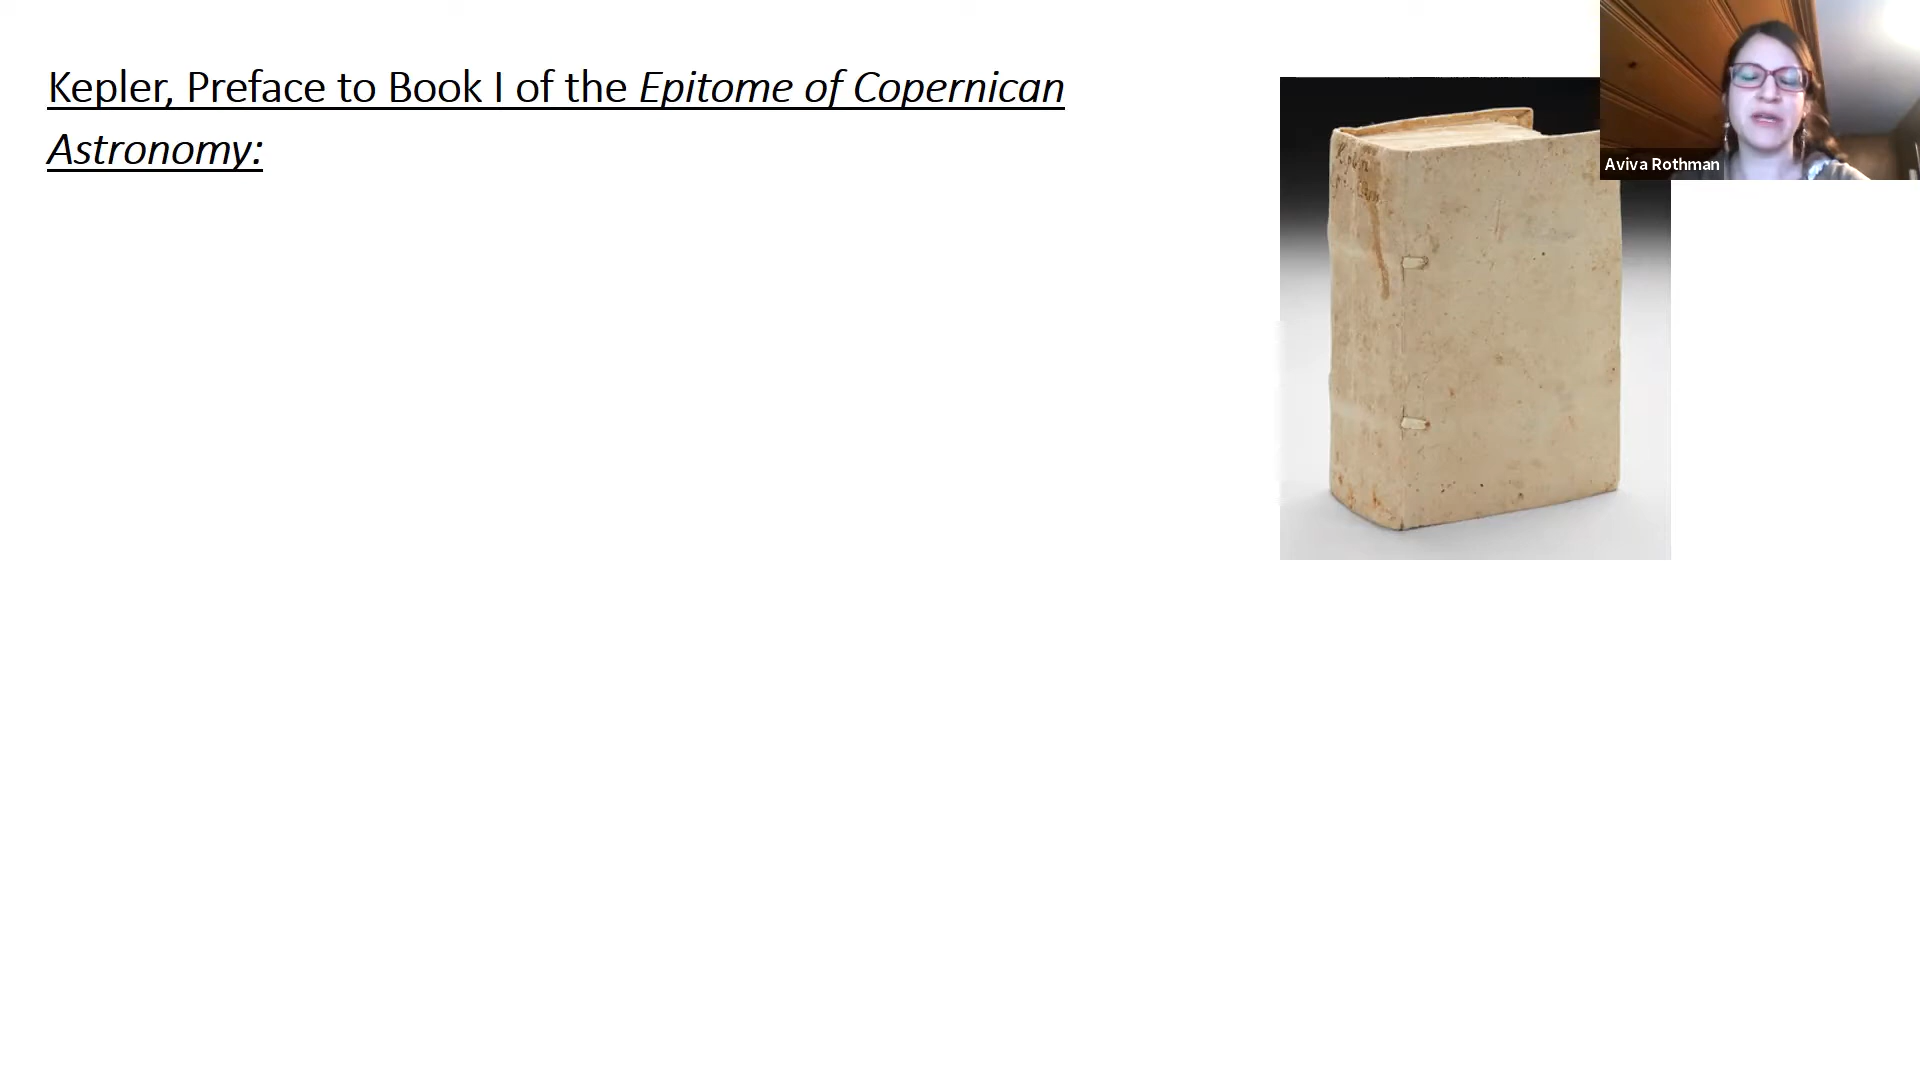 Kepler, Preface to Book I of the Epitome of Copernican
Astronomy:
Aviva Rothman